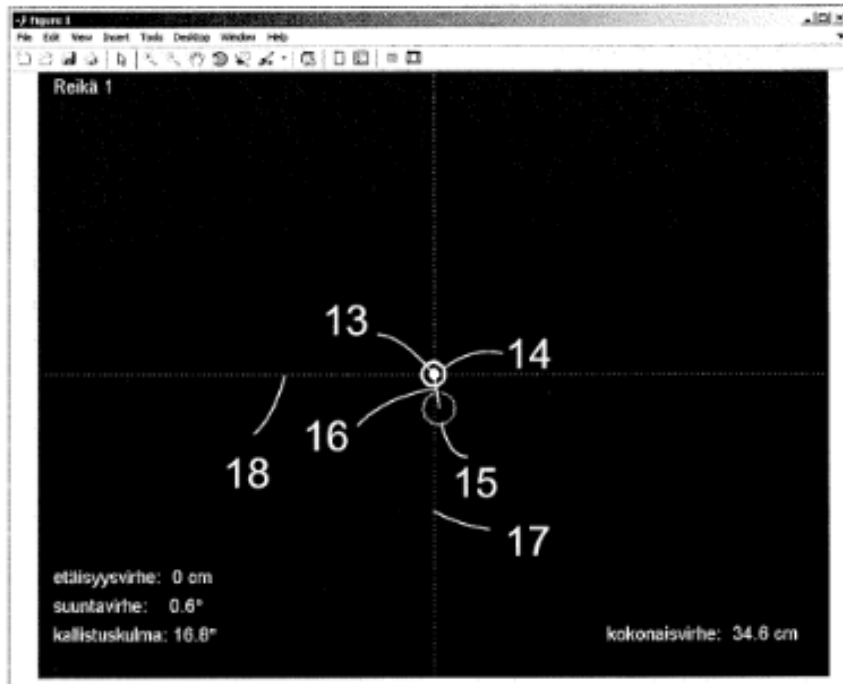 Figure 1
File Edit View Insert Tools Desktop Window Help
Reikä 1
13
14
16
18
15
17
etäisyysvirhe: 0 cm
suuntavirhe: 0.6°
kallistuskulma: 16.8°
kokonaisvirhe: 34.6 cm